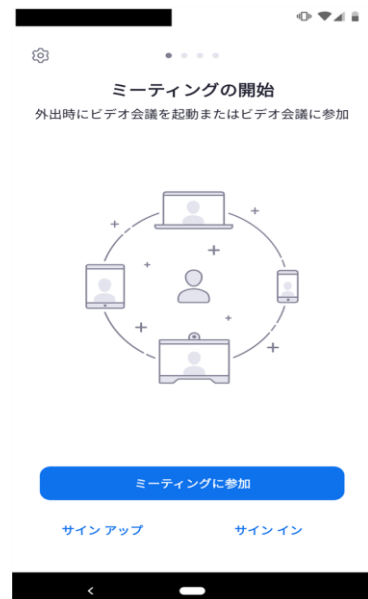 ミーティングの開始
外出時にビデオ会議を起動またはビデオ会議に参加
ミーティングに参加
サイン アップ
サイン イン